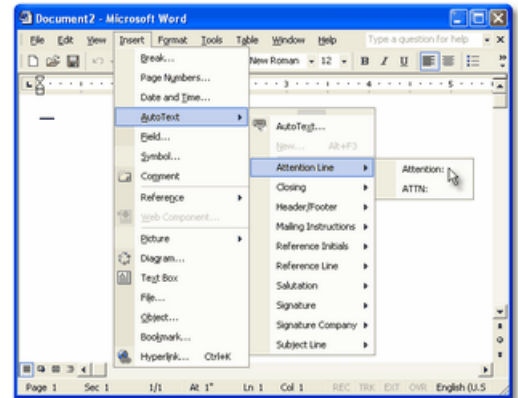 Document2 - Microsoft Word
File Edit View Insert Format Tools Table Window Help Type a question for help
New Roman 12 B I U
Break...
Page Numbers...
Date and Time...
AutoText
Field...
Symbol...
Comment
Reference
Web Component...
Picture
Diagram...
Text Box
File...
Object...
Bookmark...
Hyperlink... Ctrl+K
AutoText...
New... Alt+F3
Attention Line
Closing
Header/Footer
Mailing Instructions
Reference Initials
Reference Line
Salutation
Signature
Signature Company
Subject Line
Attention:
ATTN:
3 4 5
Page 1 Sec 1 1/1 At 1" Ln 1 Col 1 REC TRK EXT OVR English (U.S